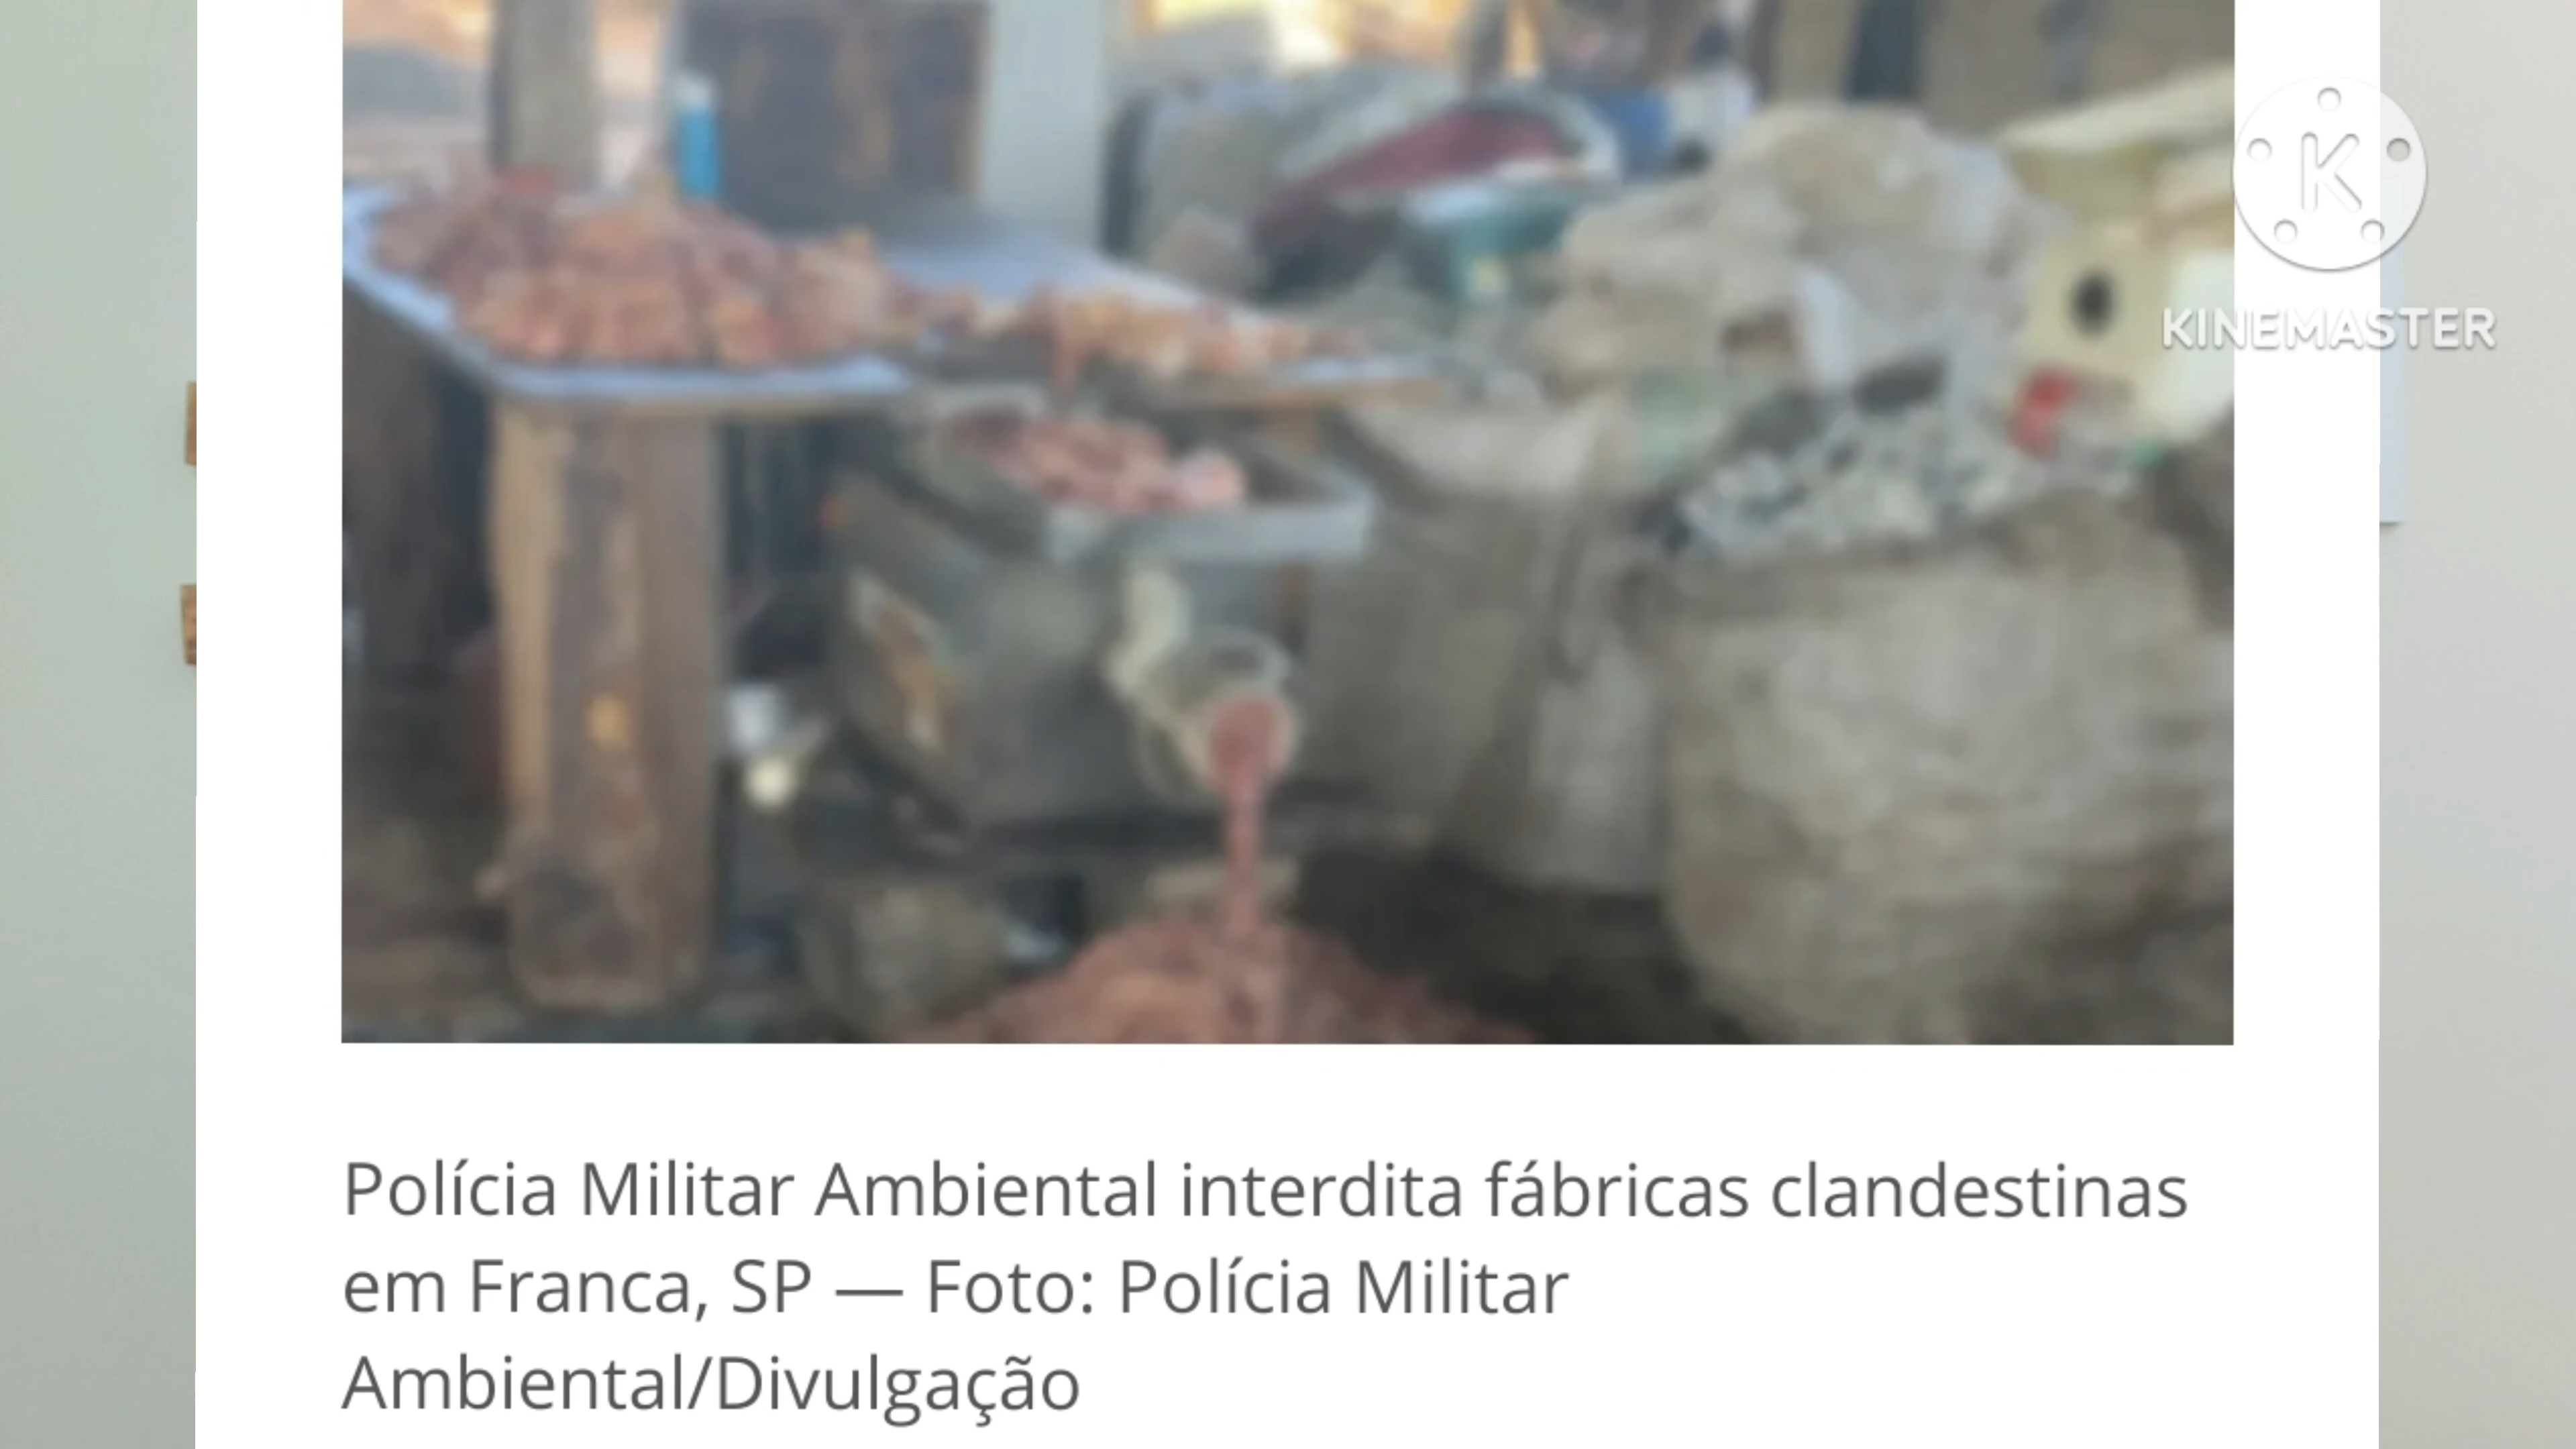 K
KINEMASTER
Polícia Militar Ambiental interdita fábricas clandestinas
em Franca, SP — Foto: Polícia Militar
Ambiental/Divulgação